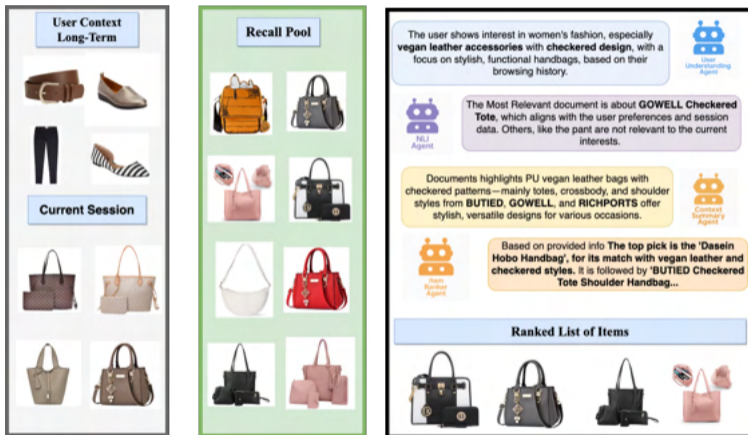 User Context
Long-Term
Current Session
Recall Pool
The user shows interest in women's fashion, especially
vegan leather accessories with checkered design, with a
focus on stylish, functional handbags, based on their
browsing history.
User
Understanding
Agent
NLI
Agent
The Most Relevant document is about GOWELL Checkered
Tote, which aligns with the user preferences and session
data. Others, like the pant are not relevant to the current
interests.
Documents highlights PU vegan leather bags with
checkered patterns—mainly totes, crossbody, and shoulder
styles from BUTIED, GOWELL, and RICHPORTS offer
stylish, versatile designs for various occasions.
Context
Summary
Agent
Item
Ranker
Agent
Based on provided info The top pick is the 'Dasein
Hobo Handbag', for its match with vegan leather and
checkered styles. It is followed by 'BUTIED Checkered
Tote Shoulder Handbag...
Ranked List of Items